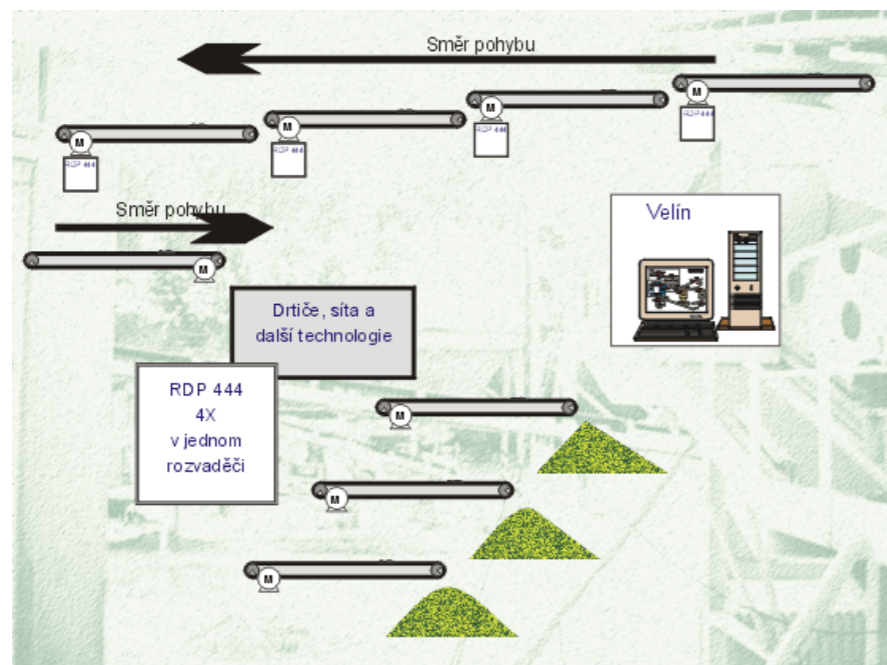 Směr pohybu
M
M
M
M
RDP 444
RDP 444
RDP 444
RDP 444
Směr pohybu
Velín
M
Drtiče, síta a
další technologie
RDP 444
4X
v jednom
rozvaděči
M
M
M